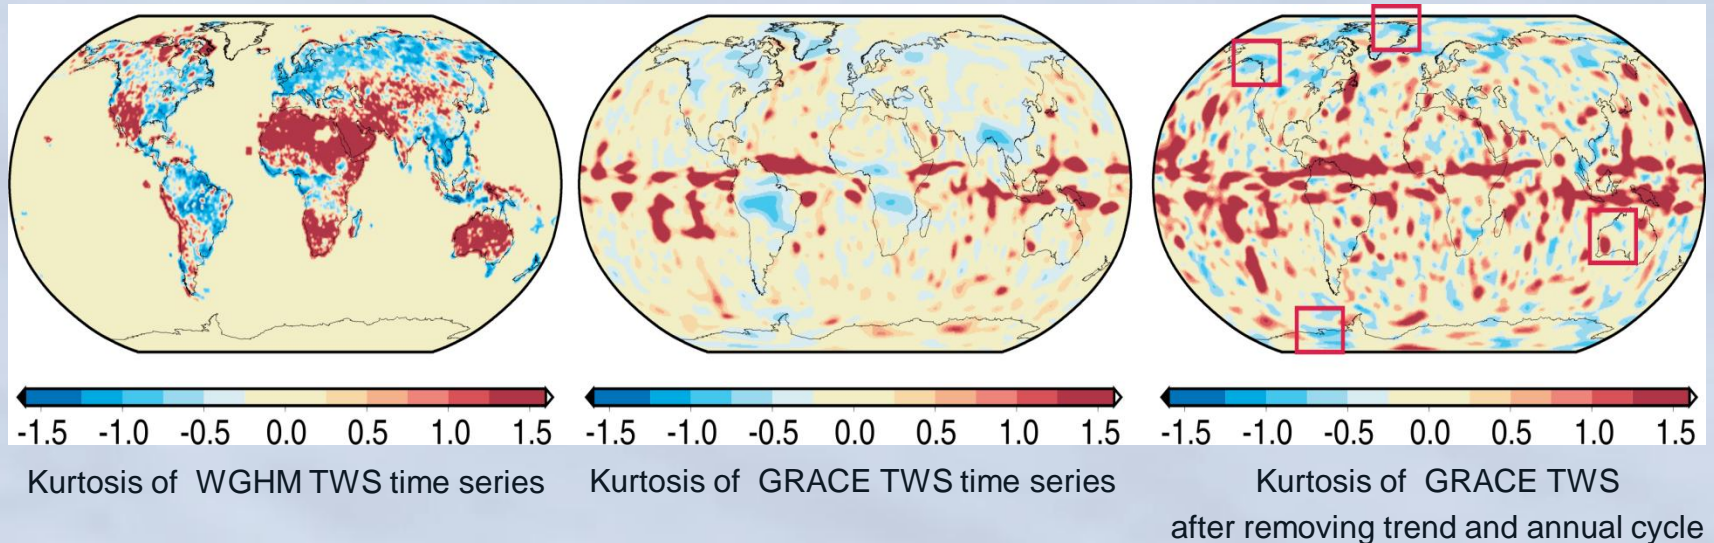 -1.5 -1.0 -0.5 0.0 0.5 1.0 1.5
-1.5 -1.0 -0.5 0.0 0.5 1.0 1.5
-1.5 -1.0 -0.5 0.0 0.5 1.0 1.5
Kurtosis of WGHM TWS time series
Kurtosis of GRACE TWS time series
Kurtosis of GRACE TWS
after removing trend and annual cycle